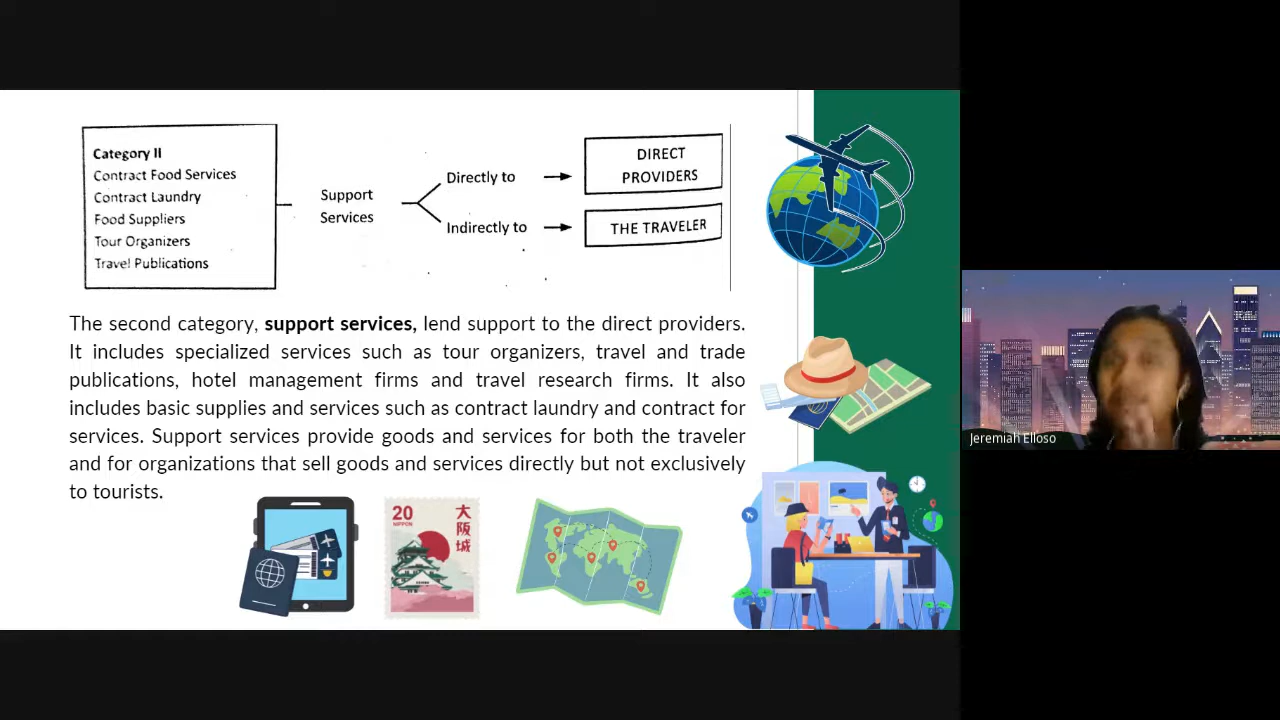 Category II
Contract Food Services
Contract Laundry
Food Suppliers
Tour Organizers
Travel Publications
Support
Services
Directly to
Indirectly to
DIRECT
PROVIDERS
THE TRAVELER
The second category, support services, lend support to the direct providers.
It includes specialized services such as tour organizers, travel and trade
publications, hotel management firms and travel research firms. It also
includes basic supplies and services such as contract laundry and contract for
services. Support services provide goods and services for both the traveler
and for organizations that sell goods and services directly but not exclusively
to tourists.
20
NIPPON
大阪城
Jeremiah Elloso